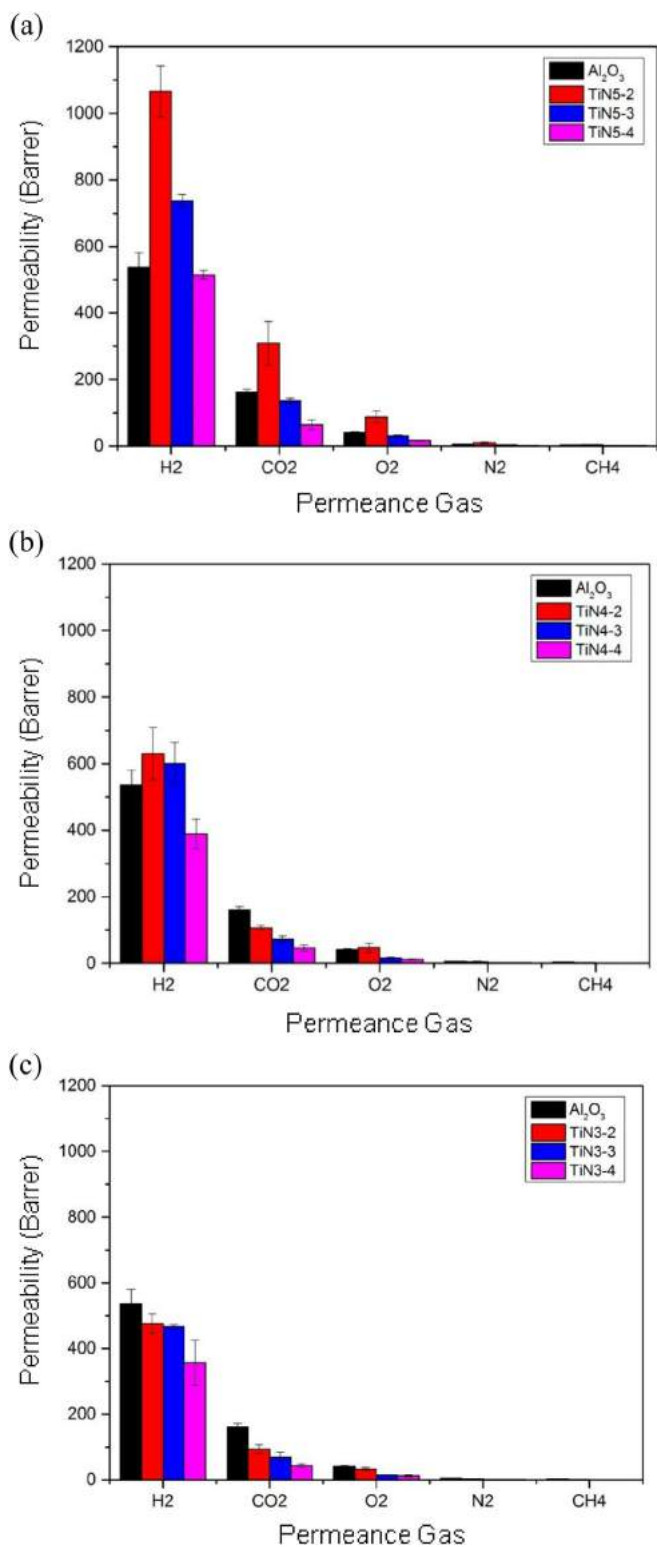 (a)
1200
1000
800
600
400
200
0
Permeability (Barrer)
Al₂O₃
TiN5-2
TiN5-3
TiN5-4
H2 CO2 O2 N2 CH4
Permeance Gas
(b)
1200
1000
800
600
400
200
0
Permeability (Barrer)
Al₂O₃
TiN4-2
TiN4-3
TiN4-4
H2 CO2 O2 N2 CH4
Permeance Gas
(c)
1200
1000
800
600
400
200
0
Permeability (Barrer)
Al₂O₃
TiN3-2
TiN3-3
TiN3-4
H2 CO2 O2 N2 CH4
Permeance Gas